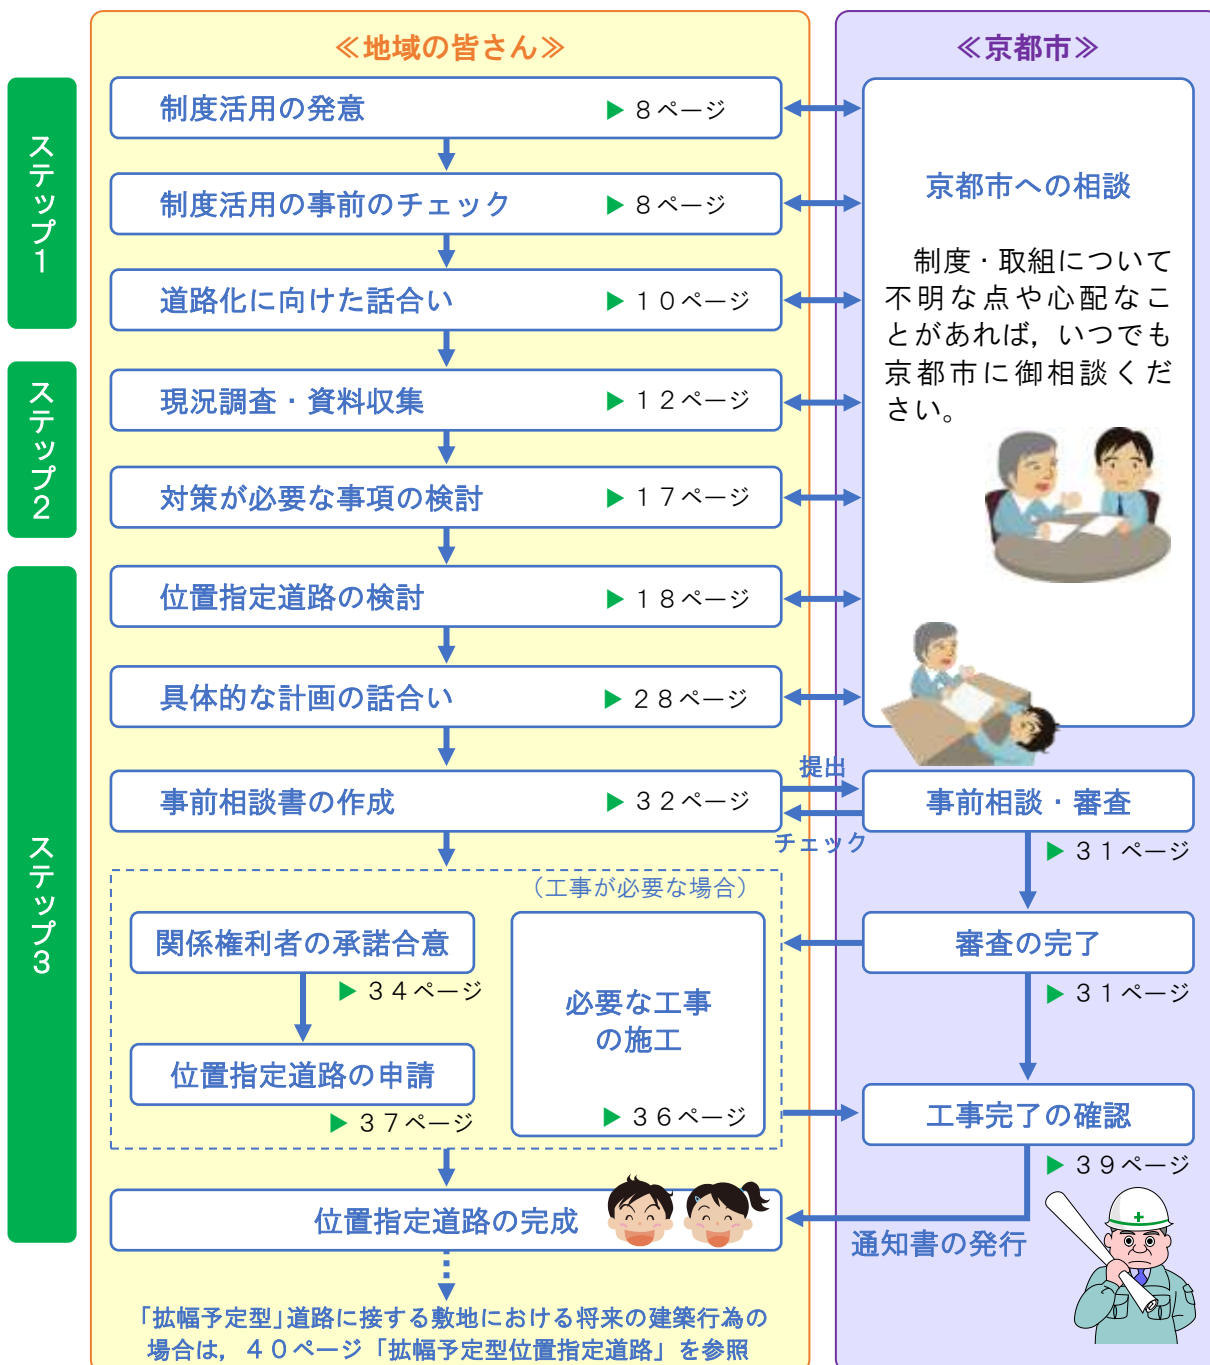 ≪地域の皆さん≫
≪京都市≫
ステップ1
制度活用の発意
▶ 8ページ
制度活用の事前のチェック
▶ 8ページ
道路化に向けた話合い
▶ 10ページ
ステップ2
現況調査・資料収集
▶ 12ページ
対策が必要な事項の検討
▶ 17ページ
ステップ3
位置指定道路の検討
▶ 18ページ
具体的な計画の話合い
▶ 28ページ
京都市への相談
制度・取組について
不明な点や心配なこ
とがあれば，いつでも
京都市に御相談くだ
さい。
事前相談書の作成
▶ 32ページ
提出
チェック
事前相談・審査
▶ 31ページ
（工事が必要な場合）
関係権利者の承諾合意
▶ 34ページ
位置指定道路の申請
▶ 37ページ
必要な工事
の施工
▶ 36ページ
審査の完了
▶ 31ページ
工事完了の確認
▶ 39ページ
位置指定道路の完成
通知書の発行
「拡幅予定型」道路に接する敷地における将来の建築行為の
場合は，40ページ「拡幅予定型位置指定道路」を参照